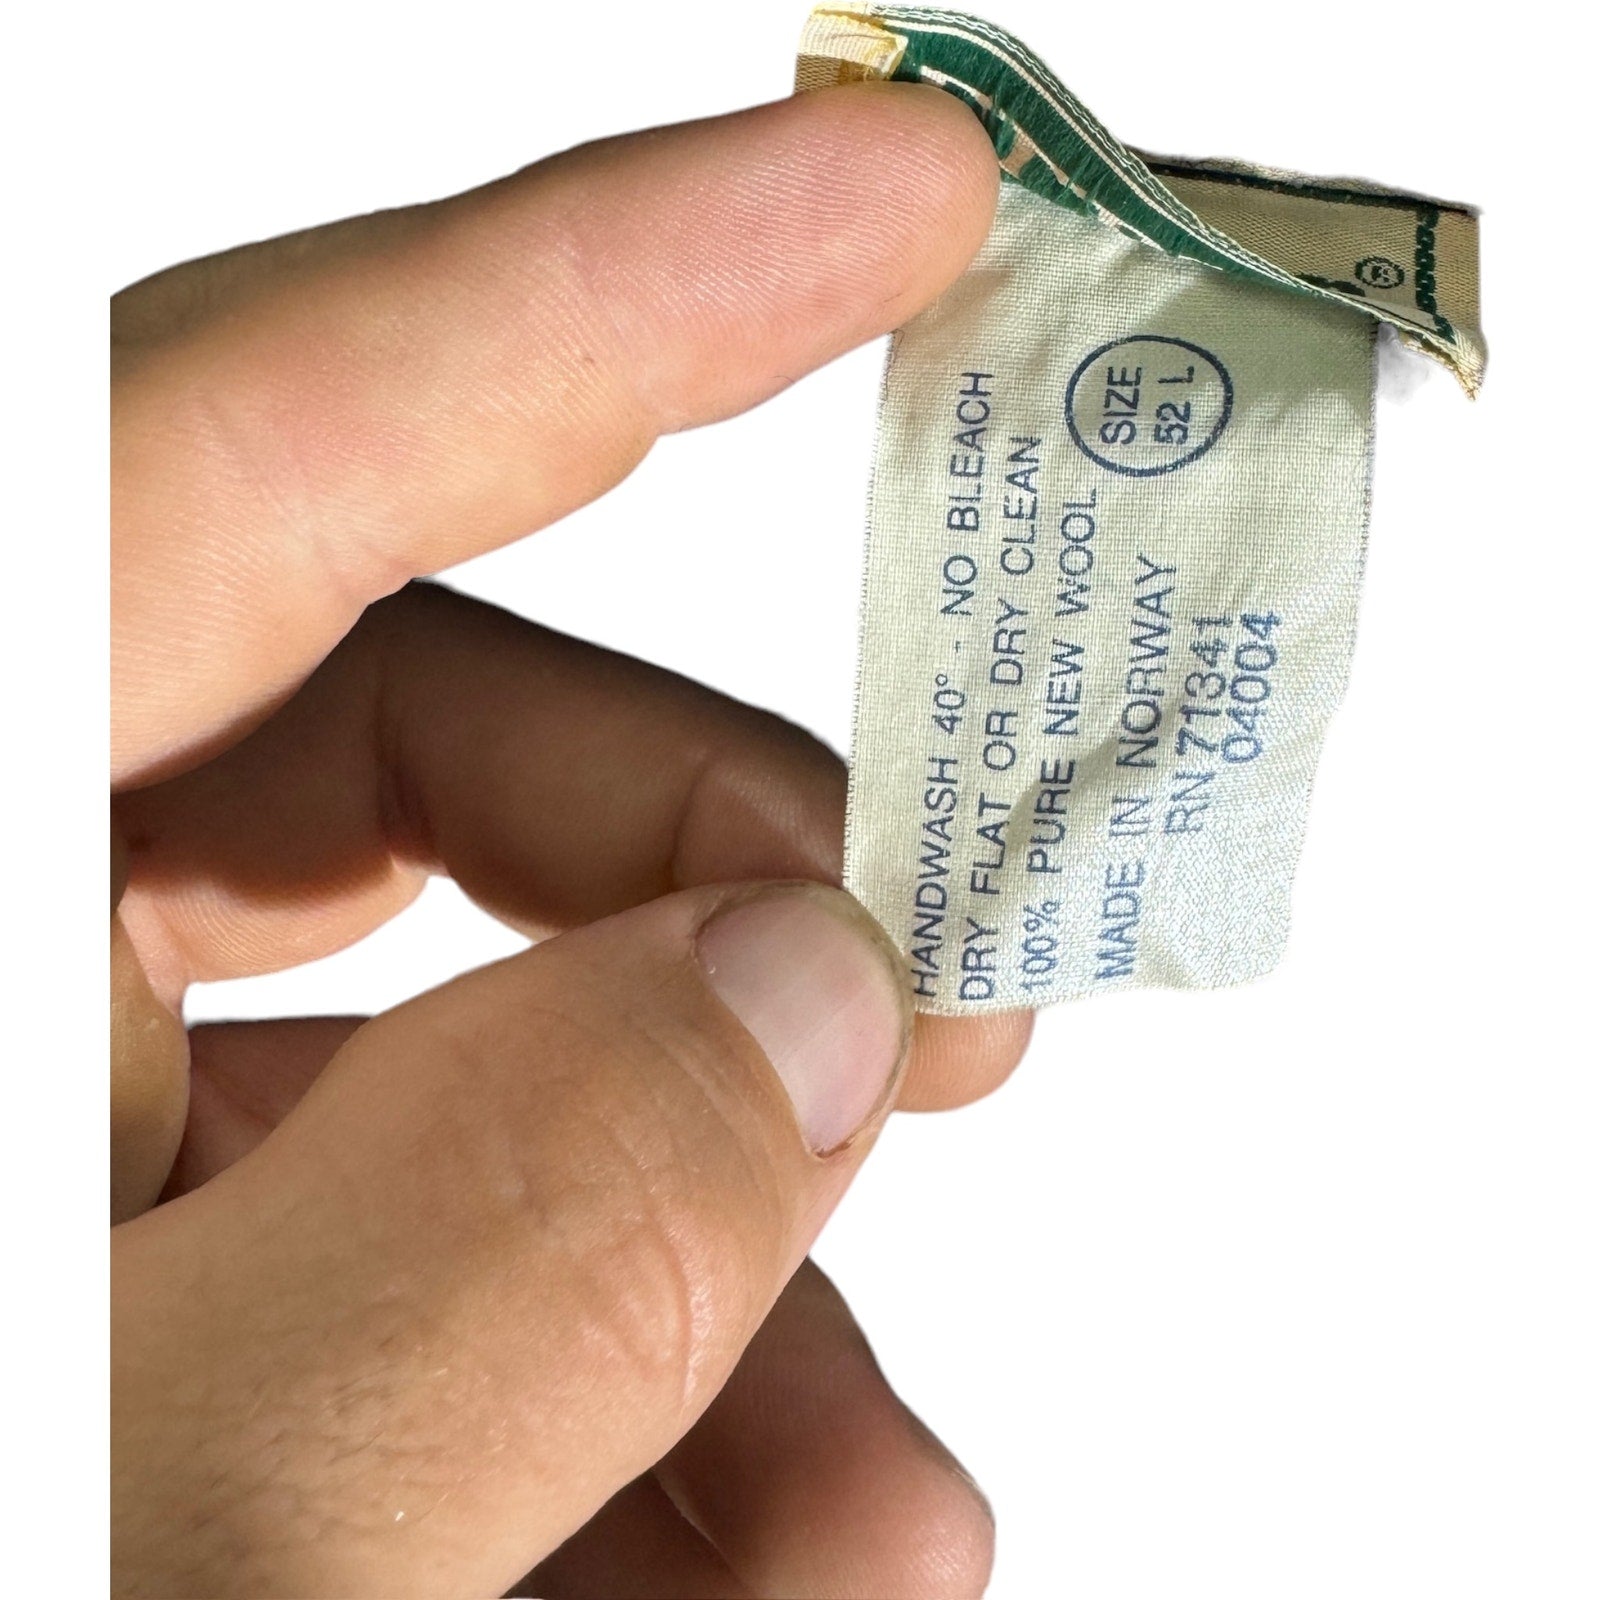 HANDWASH 40° - NO BLEACH
DRY FLAT OR DRY CLEAN
100% PURE NEW WOOL
MADE IN NORWAY
RN 71341
04004
SIZE
52 L
®